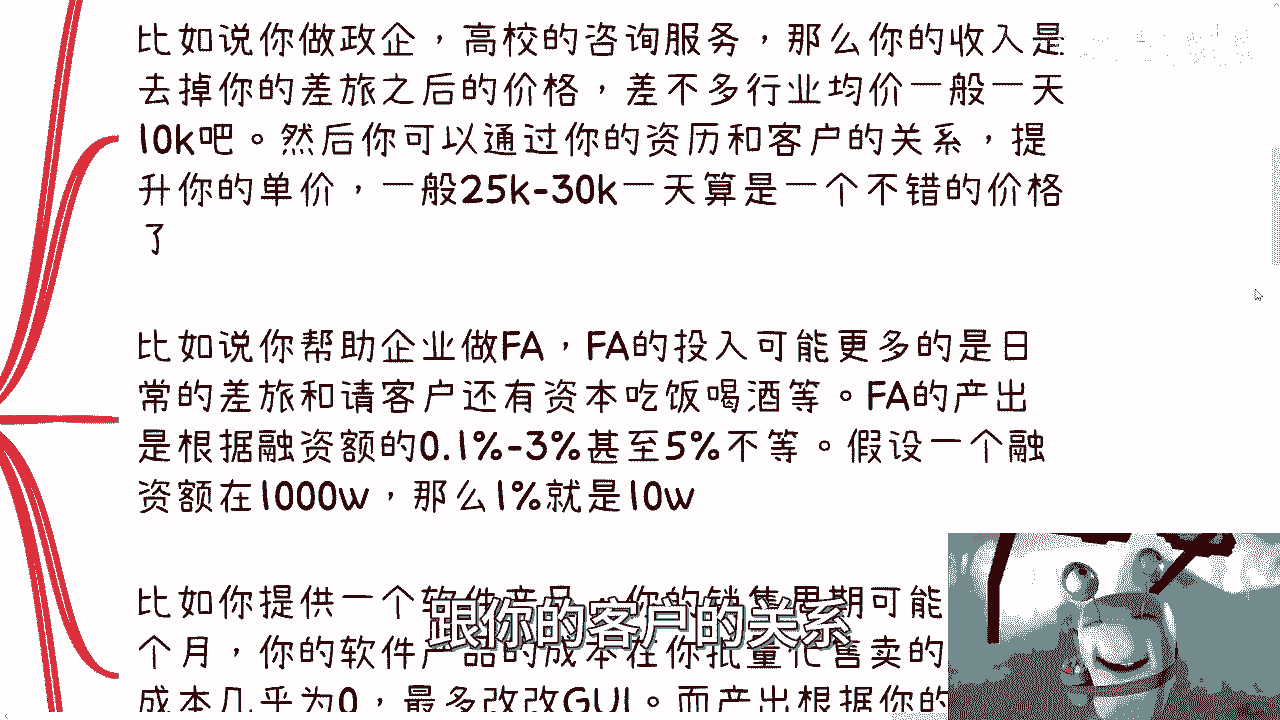 比如说你做政企，高校的咨询服务，那么你的收入是
去掉你的差旅之后的价格，差不多行业均价一般一天
10k吧。然后你可以通过你的资历和客户的关系，提
升你的单价，一般25k-30k一天算是一个不错的价格
了
比如说你帮助企业做FA，FA的投入可能更多的是日
常的差旅和请客户还有资本吃饭喝酒等。FA的产出
是根据融资额的0.1%-3%甚至5%不等。假设一个融
资额在1000w，那么1%就是10w
比如你提供一个软件产品，你的销售周期可能
个月，你的软件产品的成本在你批量化售卖的
成本几乎为0，最多改改GUI。而产出根据你的
跟你的客户的关系